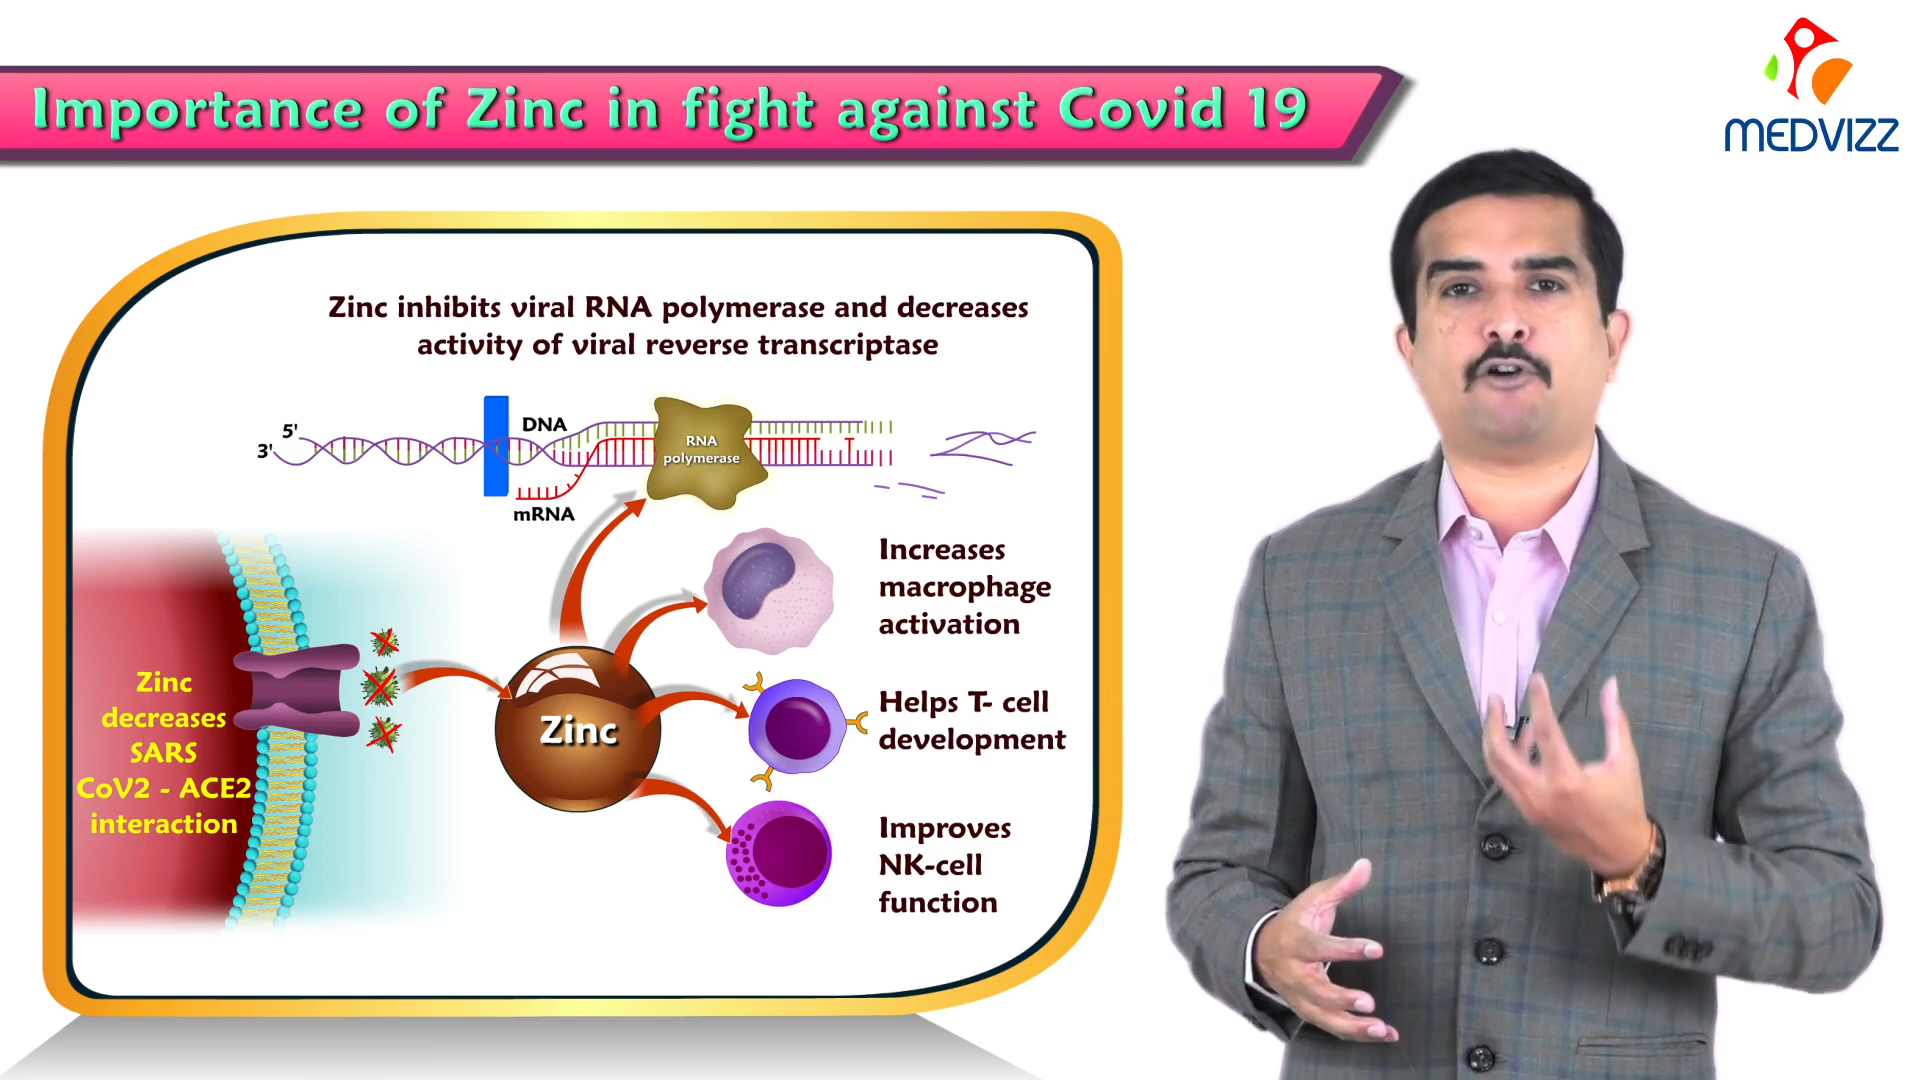 Importance of Zinc in fight against Covid 19
MEDVIZZ
Zinc inhibits viral RNA polymerase and decreases
activity of viral reverse transcriptase
5'
3'
DNA
RNA
polymerase
mRNA
Increases
macrophage
activation
Zinc
decreases
SARS
CoV2 - ACE2
interaction
Zinc
Helps T- cell
development
Improves
NK-cell
function